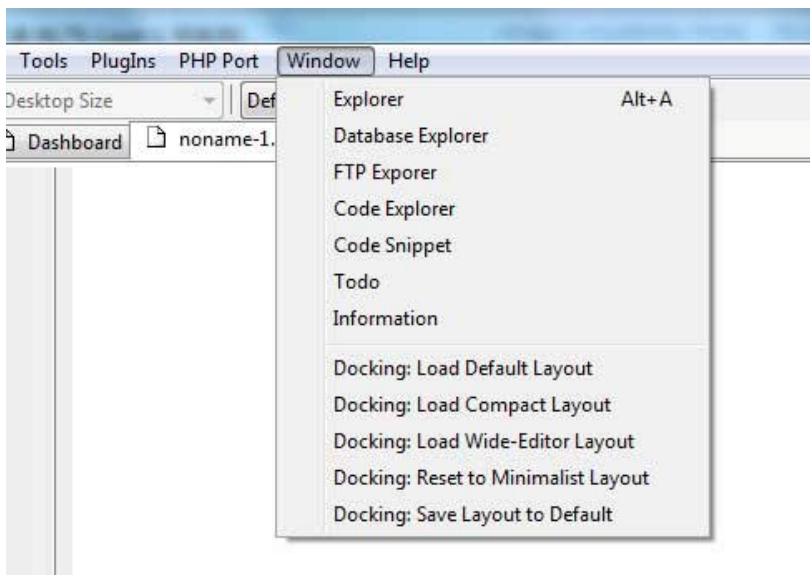 Tools PlugIns PHP Port Window Help
Desktop Size Def
Dashboard noname-1.
Explorer Alt+A
Database Explorer
FTP Exporer
Code Explorer
Code Snippet
Todo
Information
Docking: Load Default Layout
Docking: Load Compact Layout
Docking: Load Wide-Editor Layout
Docking: Reset to Minimalist Layout
Docking: Save Layout to Default